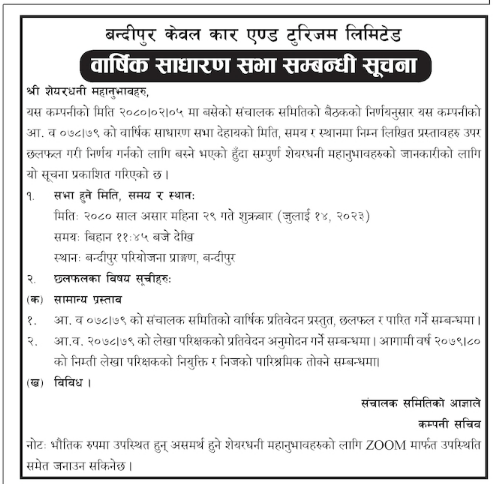 बन्दीपुर केवल कार एण्ड टुरिजम लिमिटेड
वार्षिक साधारण सभा सम्बन्धी सूचना
श्री शेयरधनी महानुभावहरु,
यस कम्पनीको मिति २०८०।०२।०५ मा बसेको संचालक समितिको बैठकको निर्णयनुसार यस कम्पनीको
आ. व ०७८।७९ को वार्षिक साधारण सभा देहायको मिति, समय र स्थानमा निम्न लिखित प्रस्तावहरु उपर
छलफल गरी निर्णय गर्नको लागि बस्ने भएको हुँदा सम्पुर्ण शेयरधनी महानुभावहरुको जानकारीको लागि
यो सूचना प्रकाशित गरिएको छ ।
१. सभा हुने मिति, समय र स्थान:
मिति: २०८० साल असार महिना २९ गते शुक्रबार (जुलाई १४, २०२३)
समय: बिहान ११:४५ बजे देखि
स्थान: बन्दीपुर परियोजना प्राङ्गण, बन्दीपुर
२. छलफलका विषय सूचीहरु:
(क) सामान्य प्रस्ताव
१. आ. व ०७८।७९ को संचालक समितिको वार्षिक प्रतिवेदन प्रस्तुत, छलफल र पारित गर्ने सम्बन्धमा ।
२. आ.व. २०७८।७९ को लेखा परिक्षकको प्रतिवेदन अनुमोदन गर्ने सम्बन्धमा । आगामी वर्ष २०७९।८०
को निम्ती लेखा परिक्षकको नियुक्ति र निजको पारिश्रमिक तोक्ने सम्बन्धमा।
(ख) विविध ।
संचालक समितिको आज्ञाले
कम्पनी सचिव
नोट: भौतिक रुपमा उपस्थित हुन् असमर्थ हुने शेयरधनी महानुभावहरुको लागि ZOOM मार्फत उपस्थिति
समेत जनाउन सकिनेछ ।